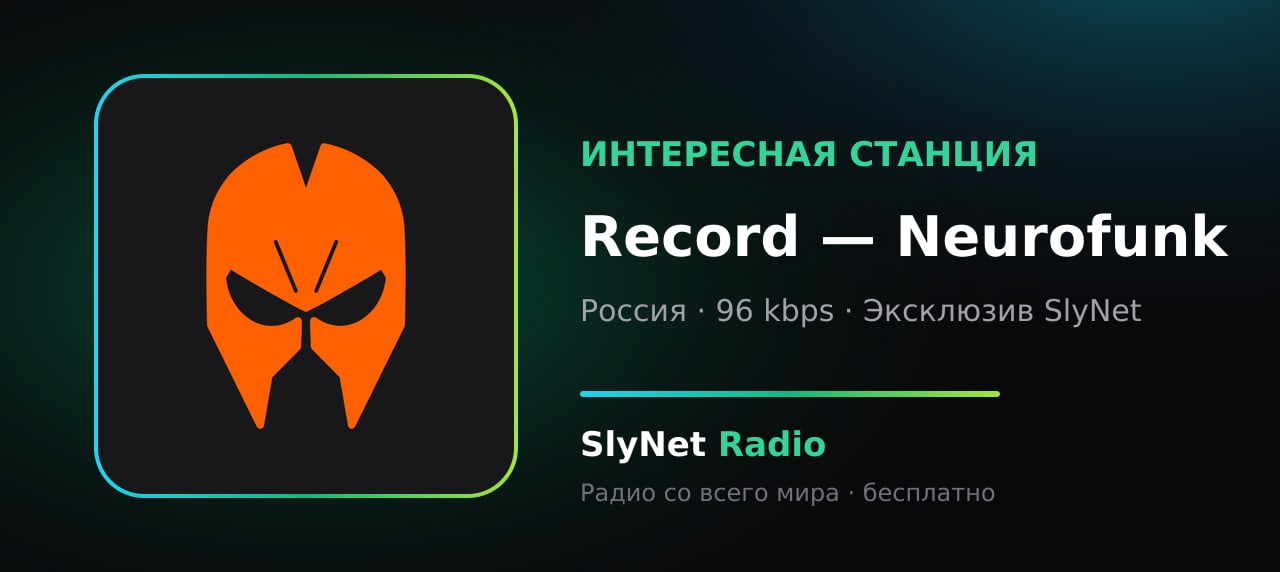 ИНТЕРЕСНАЯ СТАНЦИЯ
Record — Neurofunk
Россия · 96 kbps · Эксклюзив SlyNet
SlyNet Radio
Радио со всего мира · бесплатно